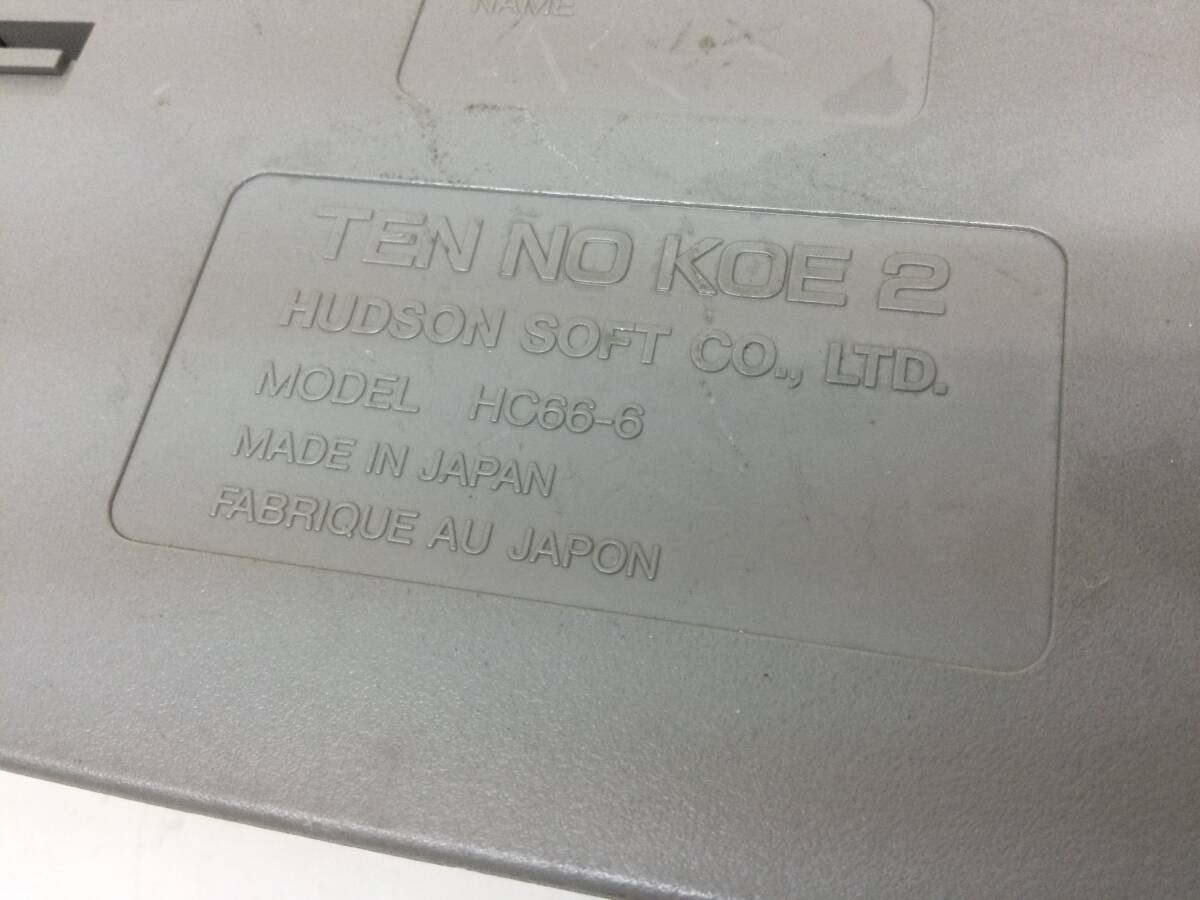 NAME
TEN NO KOE 2
HUDSON SOFT CO., LTD.
MODEL HC66-6
MADE IN JAPAN
FABRIQUE AU JAPON